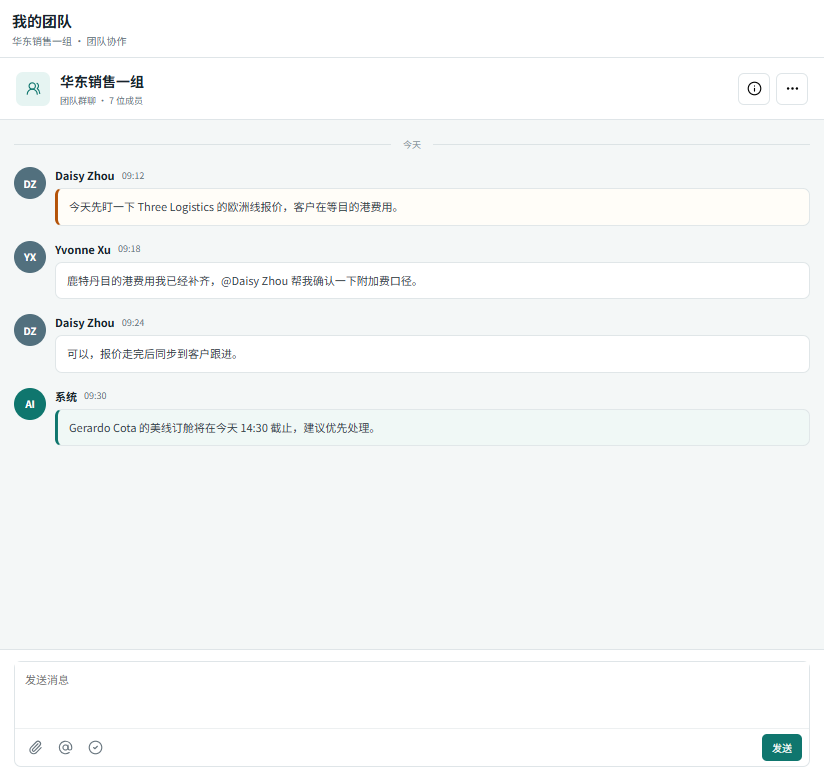 我的团队
华东销售一组 · 团队协作
华东销售一组
团队群聊 · 7 位成员
今天
DZ
Daisy Zhou 09:12
今天先盯一下 Three Logistics 的欧洲线报价，客户在等目的港费用。
YX
Yvonne Xu 09:18
鹿特丹目的港费用我已经补齐，@Daisy Zhou 帮我确认一下附加费口径。
DZ
Daisy Zhou 09:24
可以，报价走完后同步到客户跟进。
AI
系统 09:30
Gerardo Cota 的美线订舱将在今天 14:30 截止，建议优先处理。
发送消息
发送